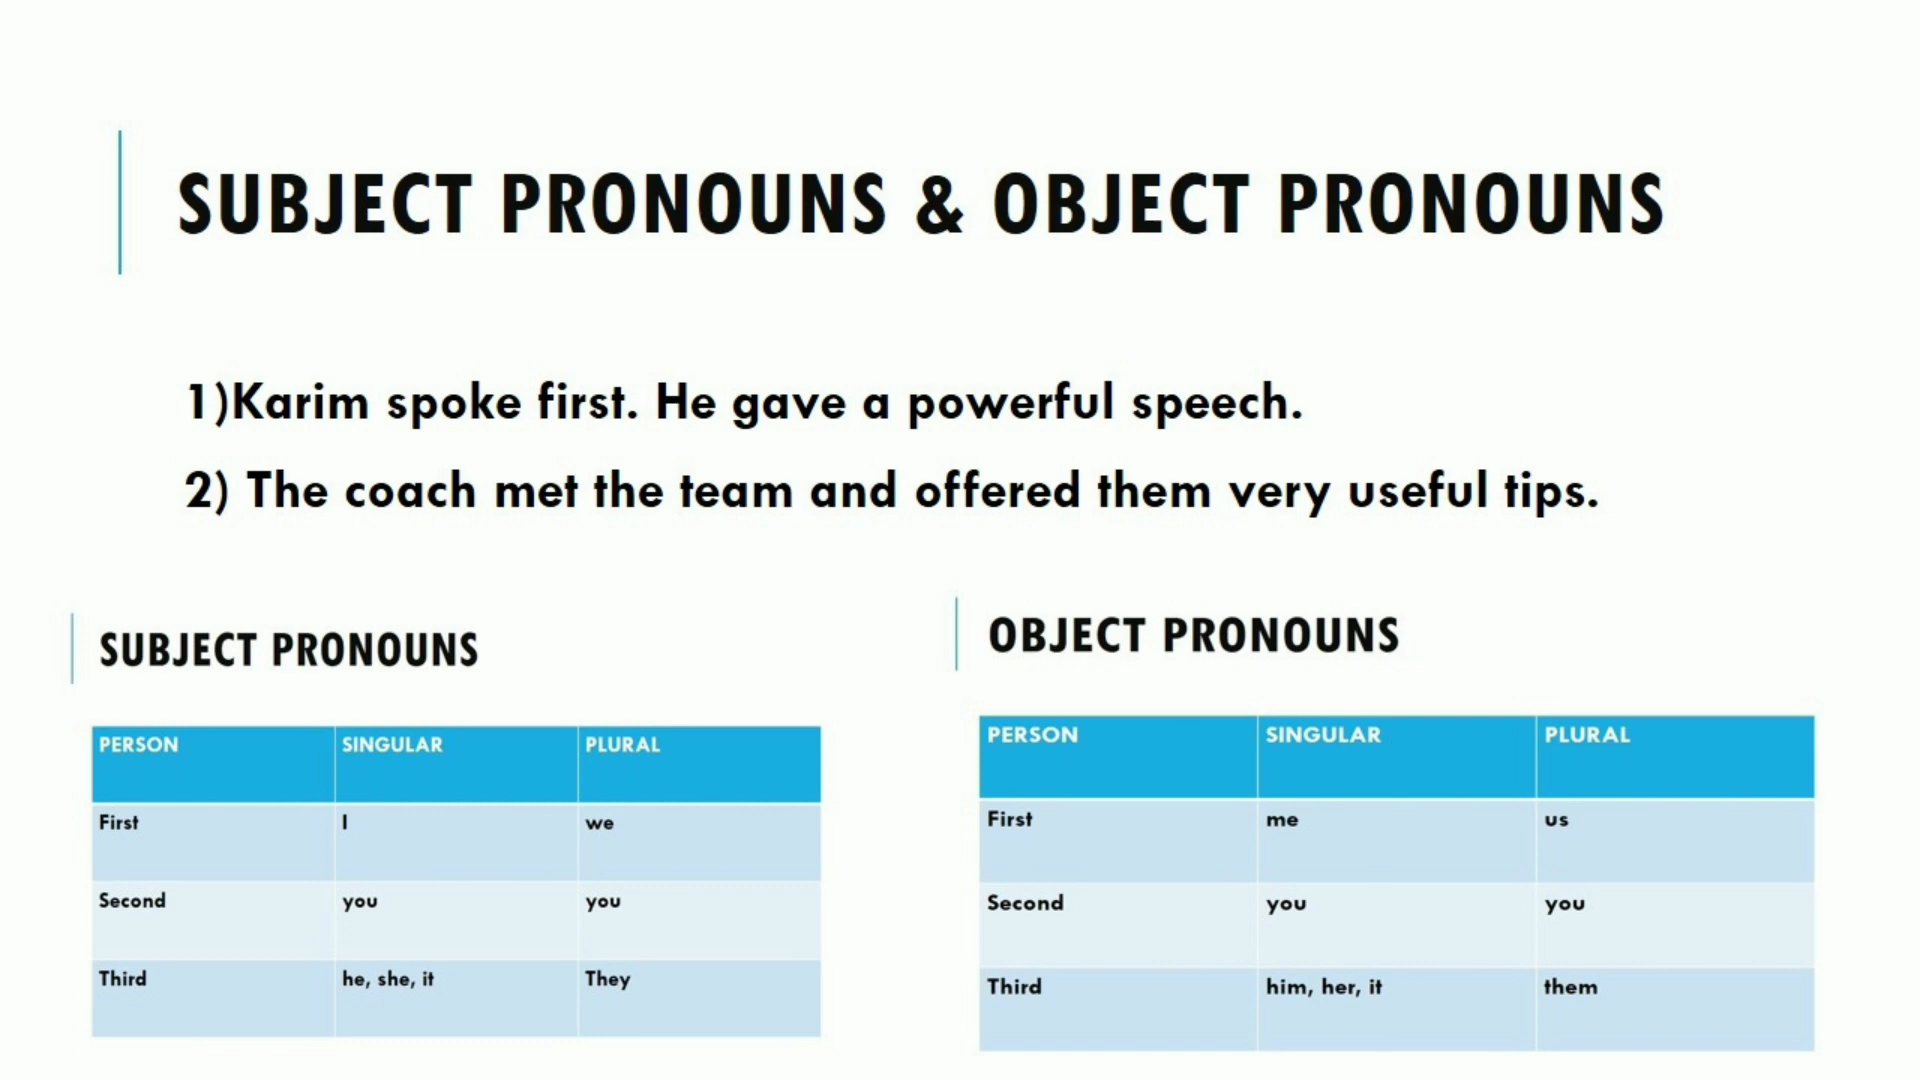 SUBJECT PRONOUNS & OBJECT PRONOUNS
1)Karim spoke first. He gave a powerful speech.
2) The coach met the team and offered them very useful tips.
SUBJECT PRONOUNS
PERSON SINGULAR PLURAL
First I we
Second you you
Third he, she, it They
OBJECT PRONOUNS
PERSON SINGULAR PLURAL
First me us
Second you you
Third him, her, it them